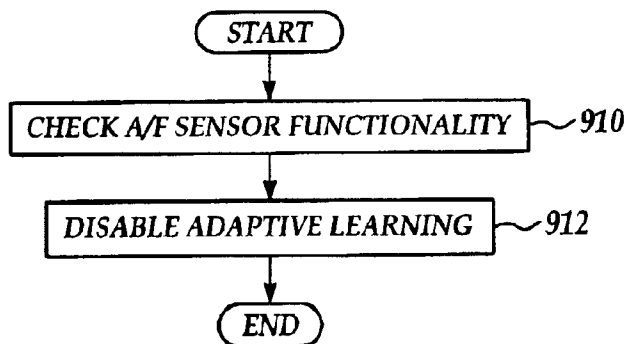 START
CHECK A/F SENSOR FUNCTIONALITY 910
DISABLE ADAPTIVE LEARNING 912
END